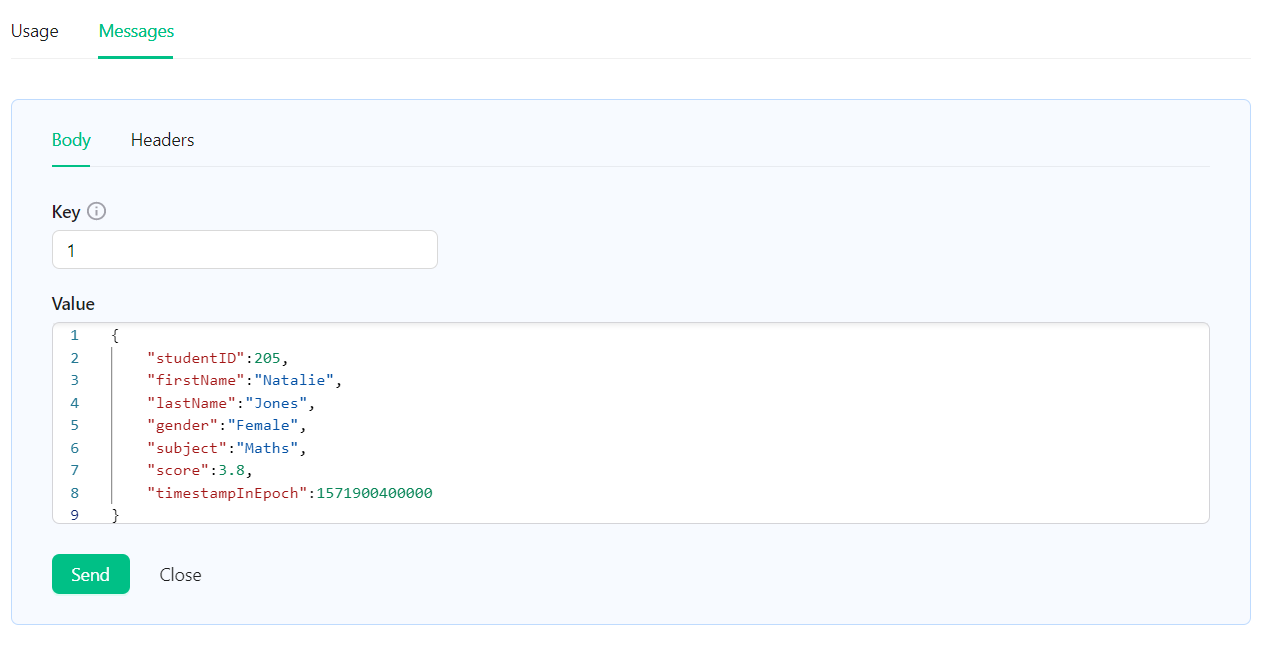 Usage Messages
Body Headers
Key
1
Value
1 {
2 "studentID":205,
3 "firstName":"Natalie",
4 "lastName":"Jones",
5 "gender":"Female",
6 "subject":"Maths",
7 "score":3.8,
8 "timestampInEpoch":1571900400000
9 }
Send Close